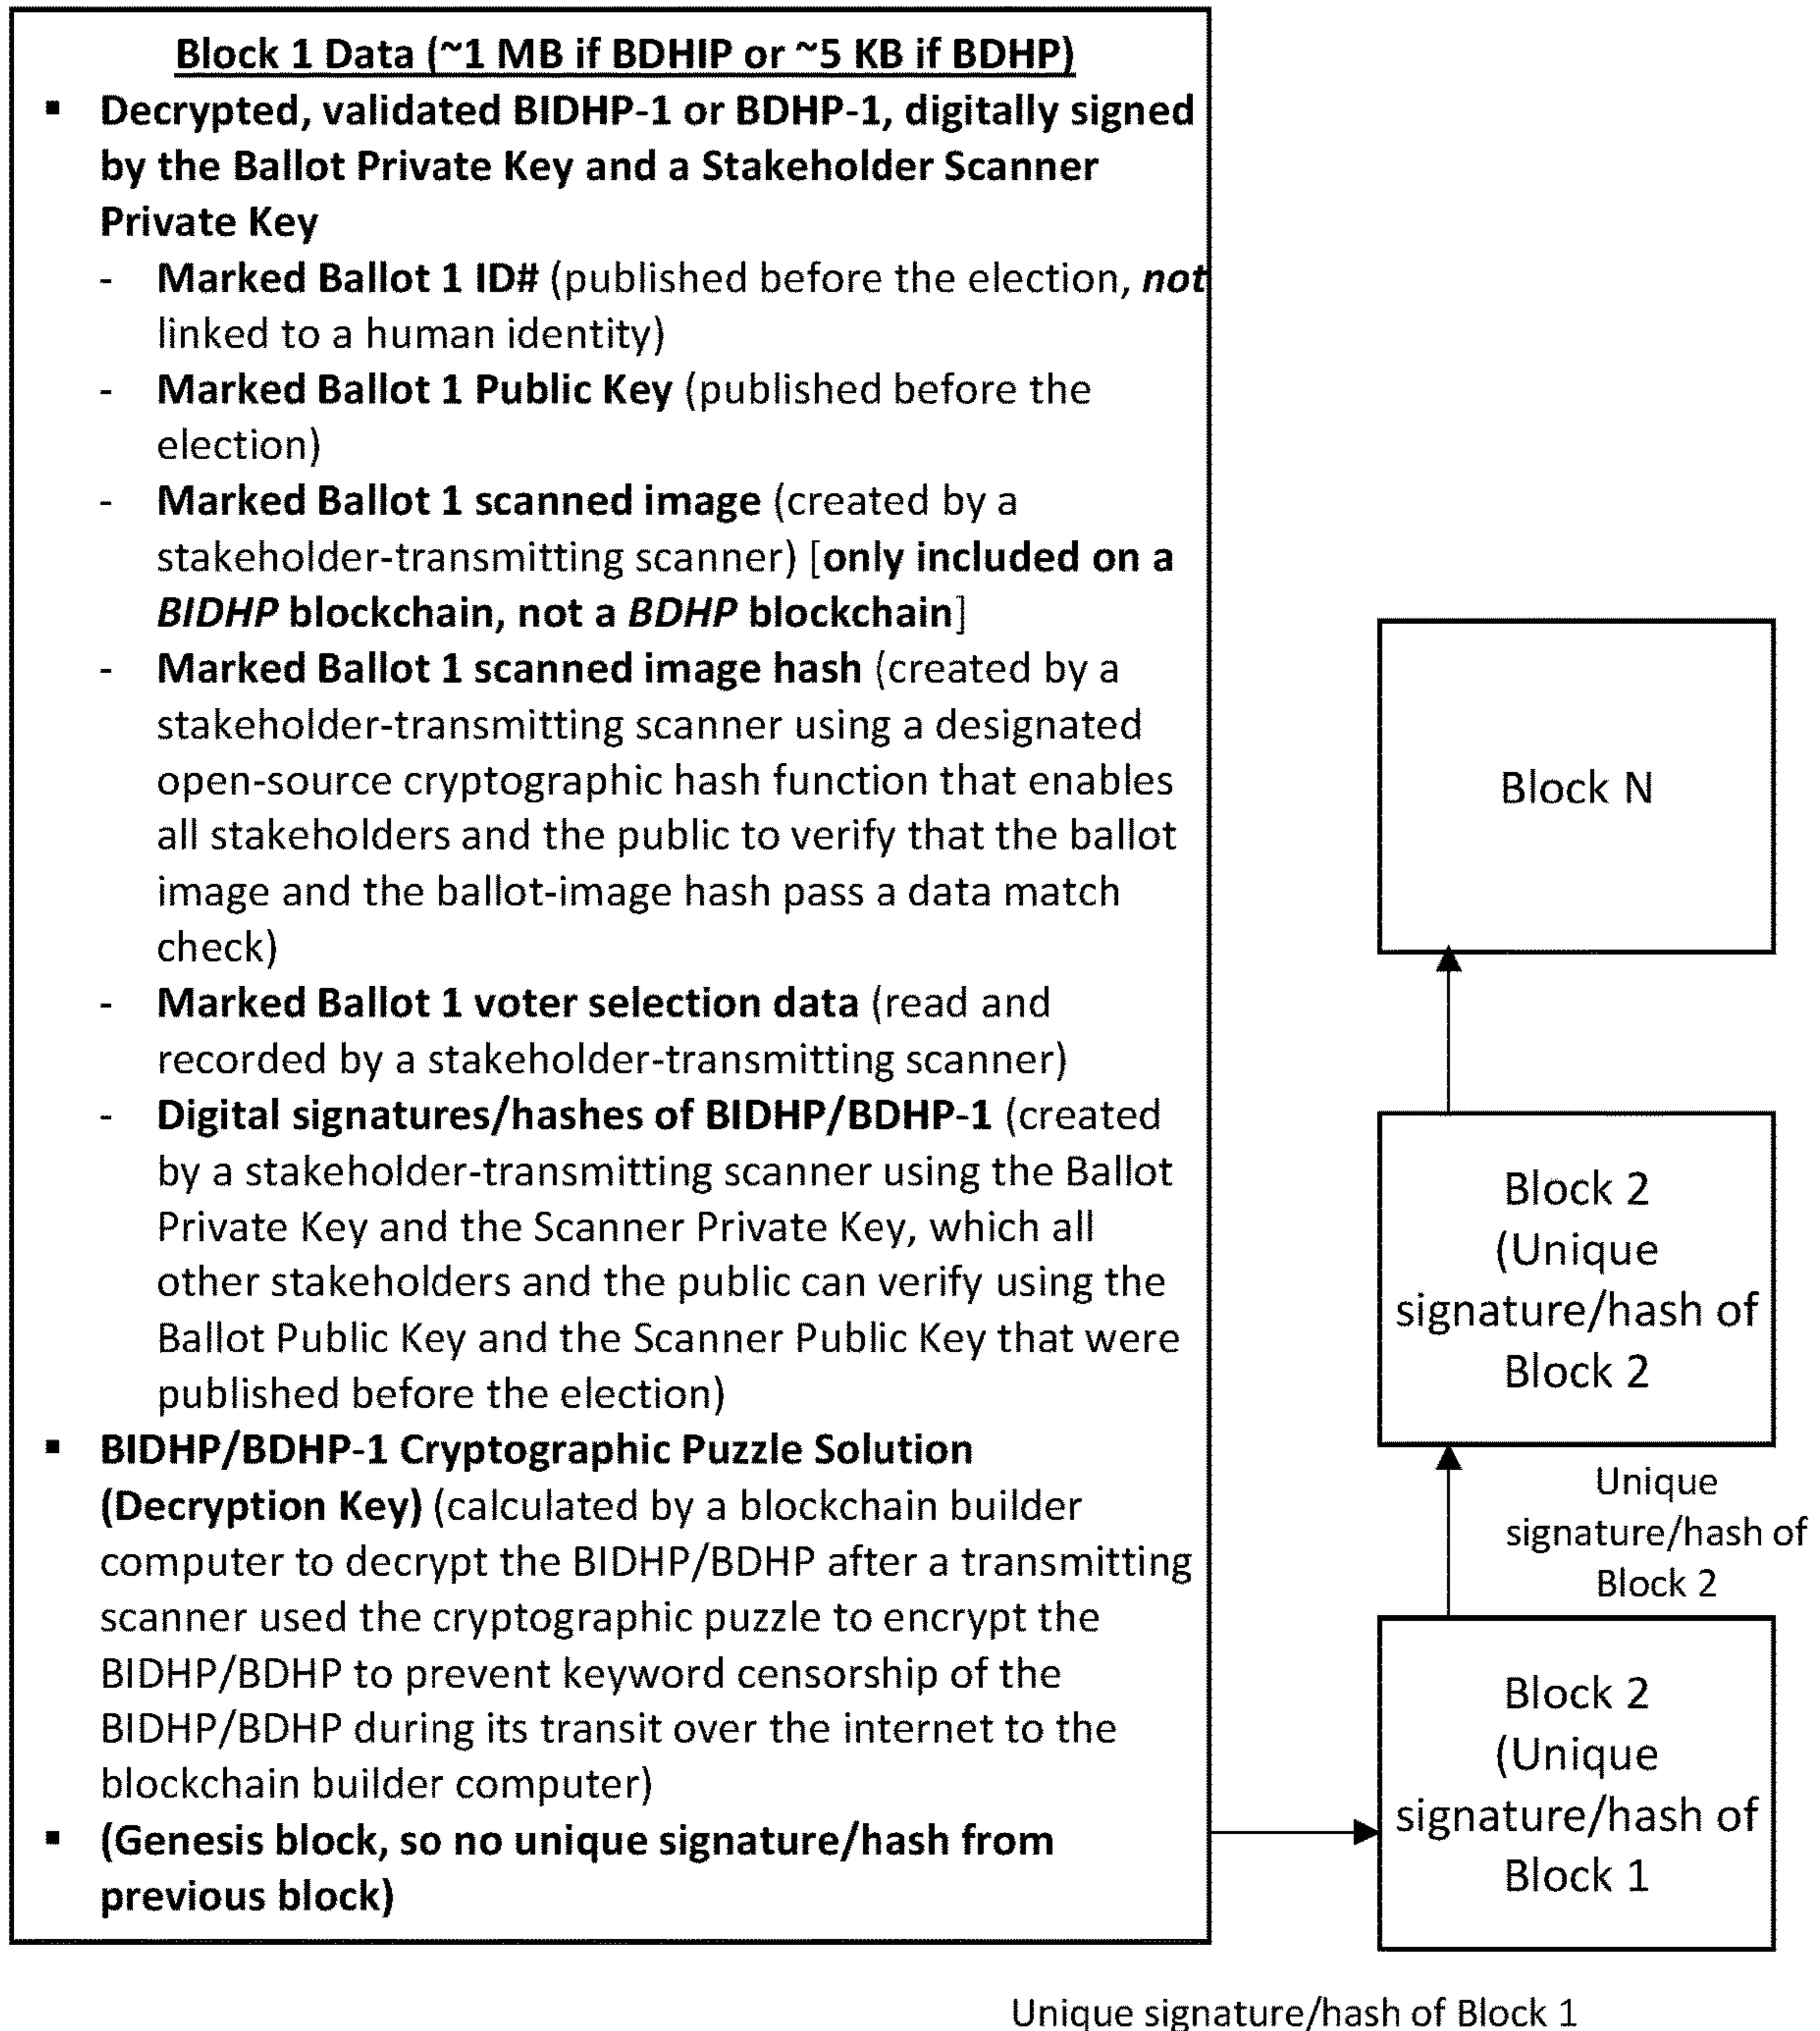 Block 1 Data (~1 MB if BDHIP or ~5 KB if BDHP)
▪ Decrypted, validated BIDHP-1 or BDHP-1, digitally signed
by the Ballot Private Key and a Stakeholder Scanner
Private Key
- Marked Ballot 1 ID# (published before the election, not
linked to a human identity)
- Marked Ballot 1 Public Key (published before the
election)
- Marked Ballot 1 scanned image (created by a
stakeholder-transmitting scanner) [only included on a
BIDHP blockchain, not a BDHP blockchain]
- Marked Ballot 1 scanned image hash (created by a
stakeholder-transmitting scanner using a designated
open-source cryptographic hash function that enables
all stakeholders and the public to verify that the ballot
image and the ballot-image hash pass a data match
check)
- Marked Ballot 1 voter selection data (read and
recorded by a stakeholder-transmitting scanner)
- Digital signatures/hashes of BIDHP/BDHP-1 (created
by a stakeholder-transmitting scanner using the Ballot
Private Key and the Scanner Private Key, which all
other stakeholders and the public can verify using the
Ballot Public Key and the Scanner Public Key that were
published before the election)
▪ BIDHP/BDHP-1 Cryptographic Puzzle Solution
(Decryption Key) (calculated by a blockchain builder
computer to decrypt the BIDHP/BDHP after a transmitting
scanner used the cryptographic puzzle to encrypt the
BIDHP/BDHP to prevent keyword censorship of the
BIDHP/BDHP during its transit over the internet to the
blockchain builder computer)
▪ (Genesis block, so no unique signature/hash from
previous block)
Block N
Block 2
(Unique
signature/hash of
Block 2
Unique
signature/hash of
Block 2
Block 2
(Unique
signature/hash of
Block 1
Unique signature/hash of Block 1